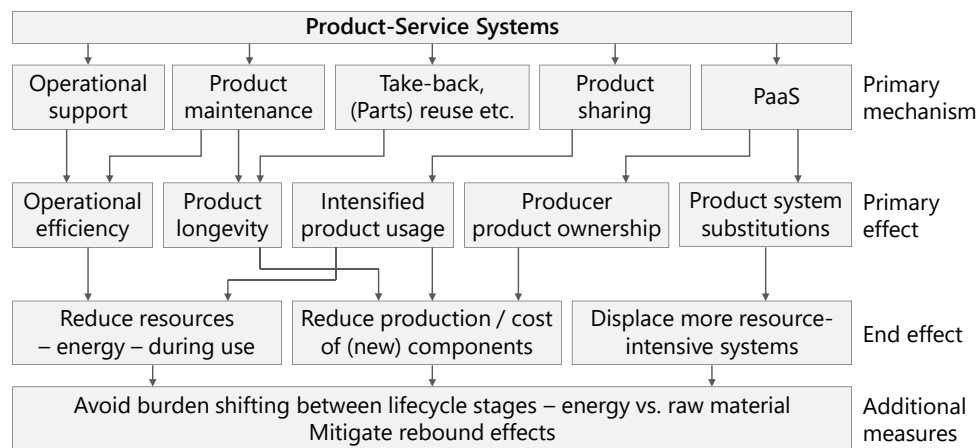 Product-Service Systems
Operational
support
Product
maintenance
Take-back,
(Parts) reuse etc.
Product
sharing
PaaS
Primary
mechanism
Operational
efficiency
Product
longevity
Intensified
product usage
Producer
product ownership
Product system
substitutions
Primary
effect
Reduce resources
– energy – during use
Reduce production / cost
of (new) components
Displace more resource-
intensive systems
End effect
Avoid burden shifting between lifecycle stages – energy vs. raw material
Mitigate rebound effects
Additional
measures